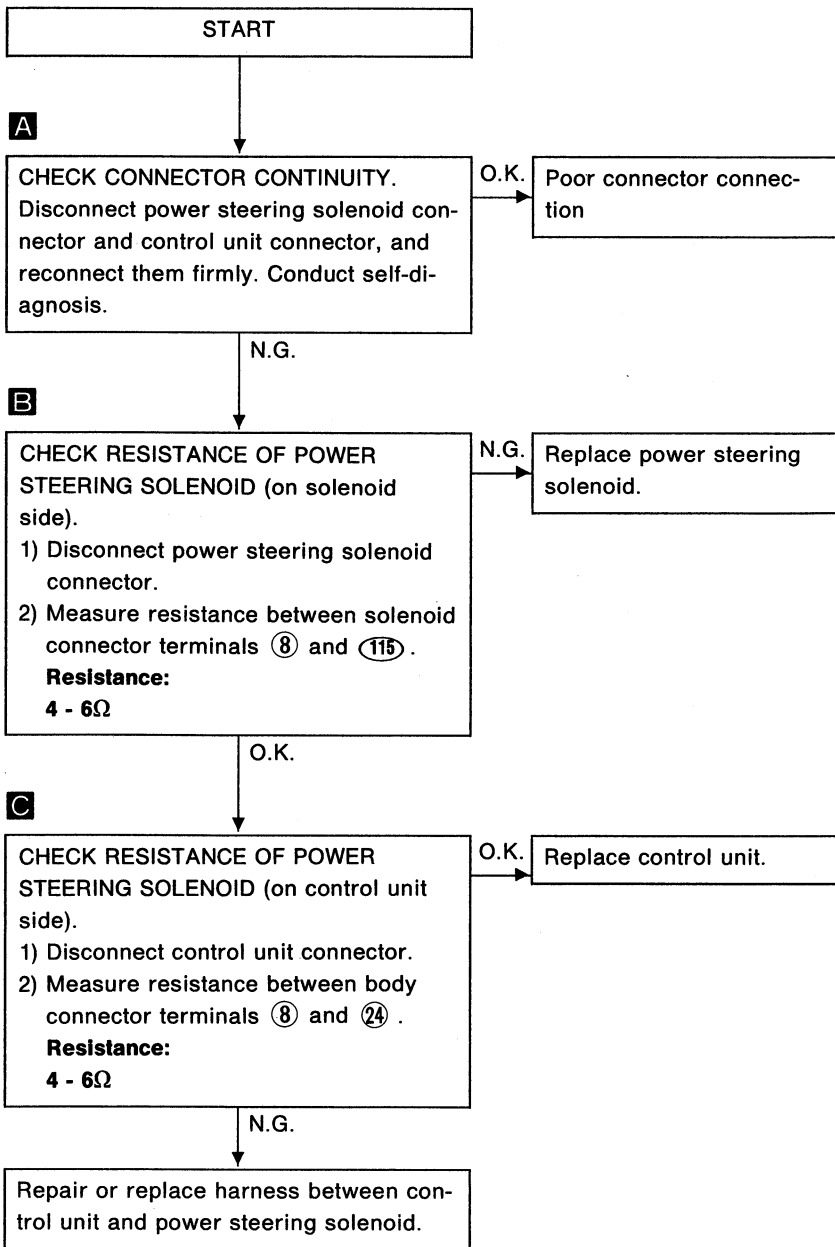 START
A
CHECK CONNECTOR CONTINUITY.
Disconnect power steering solenoid con-
nector and control unit connector, and
reconnect them firmly. Conduct self-di-
agnosis.
O.K.
Poor connector connec-
tion
N.G.
B
CHECK RESISTANCE OF POWER
STEERING SOLENOID (on solenoid
side).
1) Disconnect power steering solenoid
connector.
2) Measure resistance between solenoid
connector terminals ⑧ and (115) .
Resistance:
4 - 6Ω
N.G.
Replace power steering
solenoid.
O.K.
C
CHECK RESISTANCE OF POWER
STEERING SOLENOID (on control unit
side).
1) Disconnect control unit connector.
2) Measure resistance between body
connector terminals ⑧ and ㉔ .
Resistance:
4 - 6Ω
O.K.
Replace control unit.
N.G.
Repair or replace harness between con-
trol unit and power steering solenoid.